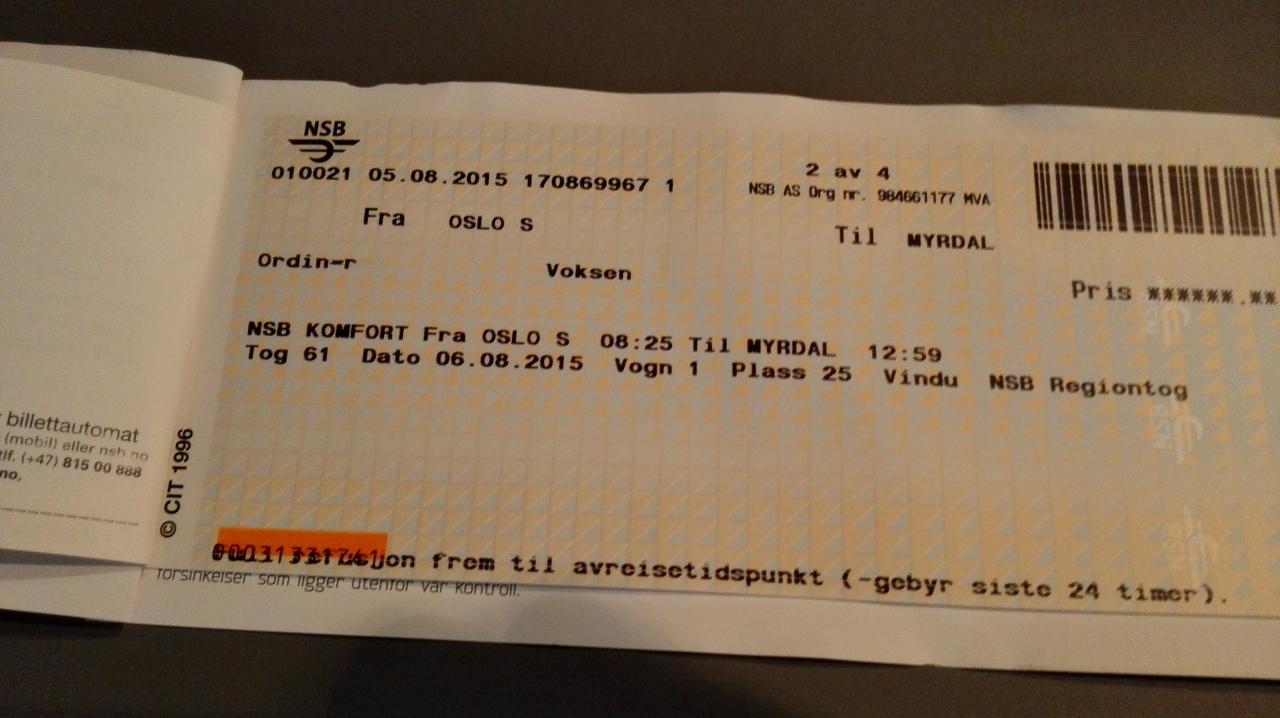 NSB
010021 05.08.2015 170869967 1
2 av 4
NSB AS Org nr. 984661177 MVA
Fra OSLO S
Til MYRDAL
Ordin-r
Voksen
Pris ******.**
NSB KOMFORT Fra OSLO S 08:25 Til MYRDAL 12:59
Tog 61 Dato 06.08.2015 Vogn 1 Plass 25 Vindu NSB Regiontog
billettautomat
(mobil) eller nsb no
tlf. (+47) 815 00 888
no,
© CIT 1996
frem til avreisetidspunkt (-gebyr siste 24 timer).
forsinkelser som ligger utenfor vår kontroll.